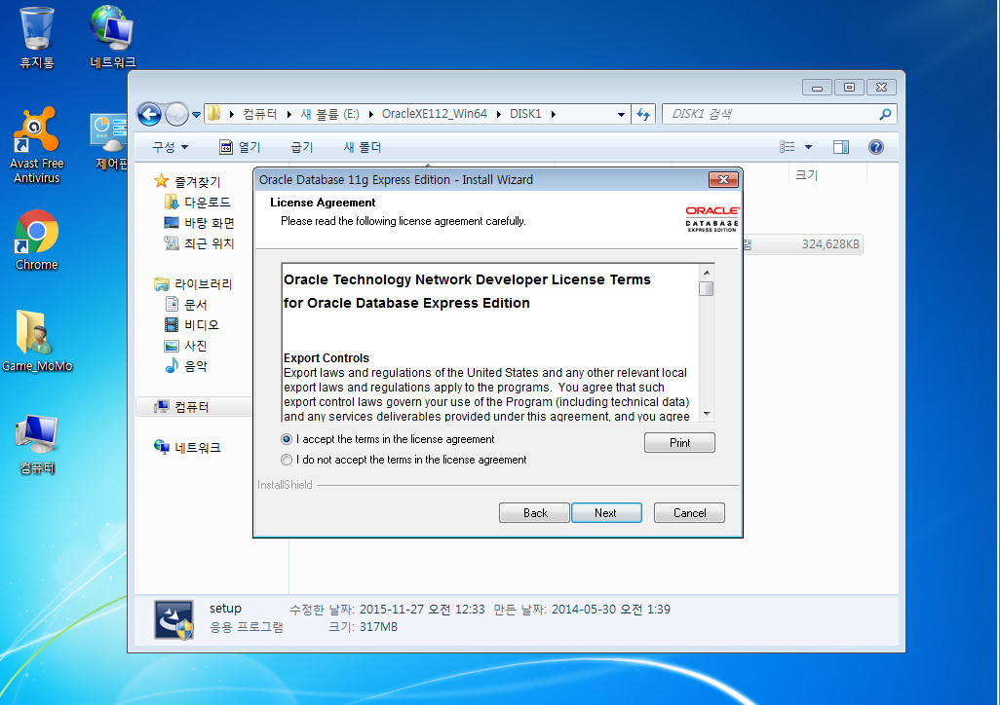 휴지통
네트워크
Avast Free
Antivirus
제어판
Chrome
Game_MoMo
컴퓨터
컴퓨터
새 볼륨 (E:)
OracleXE112_Win64
DISK1
DISK1 검색
구성
열기
굽기
새 폴더
즐겨찾기
다운로드
바탕 화면
최근 위치
라이브러리
문서
비디오
사진
음악
컴퓨터
네트워크
크기
324,628KB
Oracle Database 11g Express Edition - Install Wizard
License Agreement
Please read the following license agreement carefully.
ORACLE
DATABASE
EXPRESS EDITION
Oracle Technology Network Developer License Terms
for Oracle Database Express Edition
Export Controls
Export laws and regulations of the United States and any other relevant local
export laws and regulations apply to the programs.  You agree that such
export control laws govern your use of the Program (including technical data)
and any services deliverables provided under this agreement, and you agree
I accept the terms in the license agreement
I do not accept the terms in the license agreement
Print
InstallShield
Back
Next
Cancel
setup
수정한 날짜: 2015-11-27 오전 12:33
만든 날짜: 2014-05-30 오전 1:39
응용 프로그램
크기: 317MB